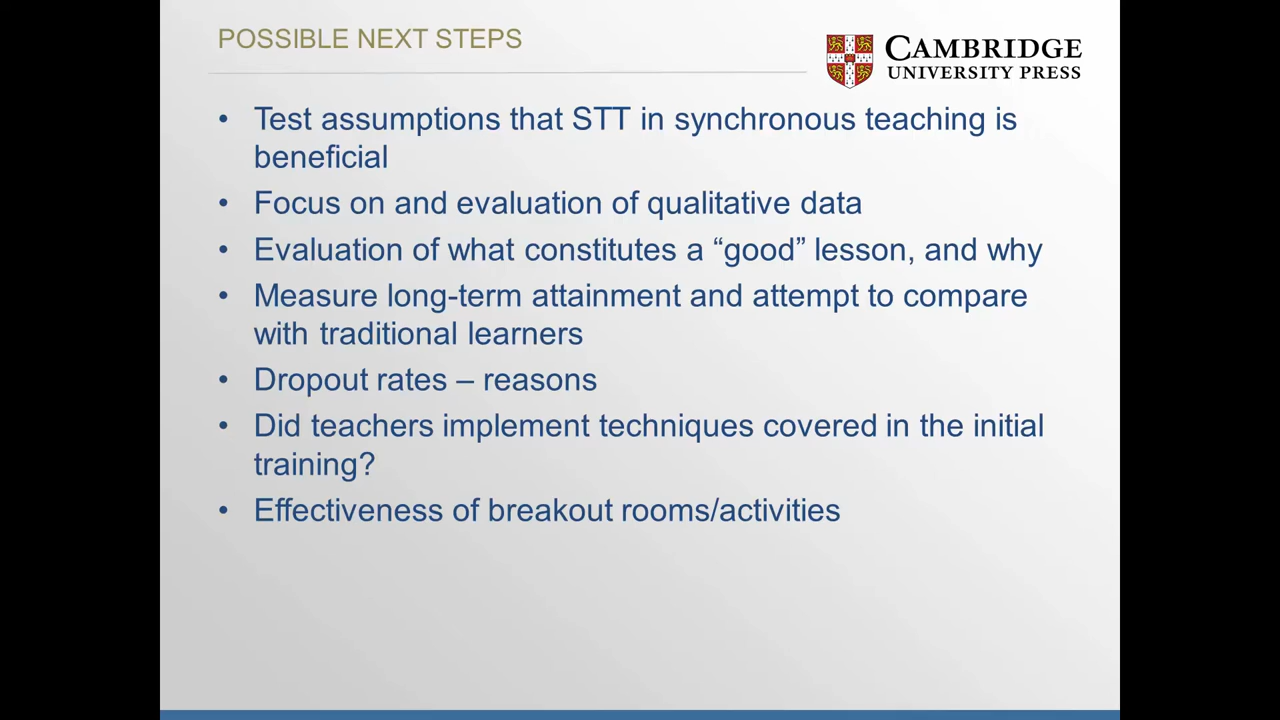 POSSIBLE NEXT STEPS
CAMBRIDGE
UNIVERSITY PRESS
• Test assumptions that STT in synchronous teaching is
beneficial
• Focus on and evaluation of qualitative data
• Evaluation of what constitutes a “good” lesson, and why
• Measure long-term attainment and attempt to compare
with traditional learners
• Dropout rates – reasons
• Did teachers implement techniques covered in the initial
training?
• Effectiveness of breakout rooms/activities